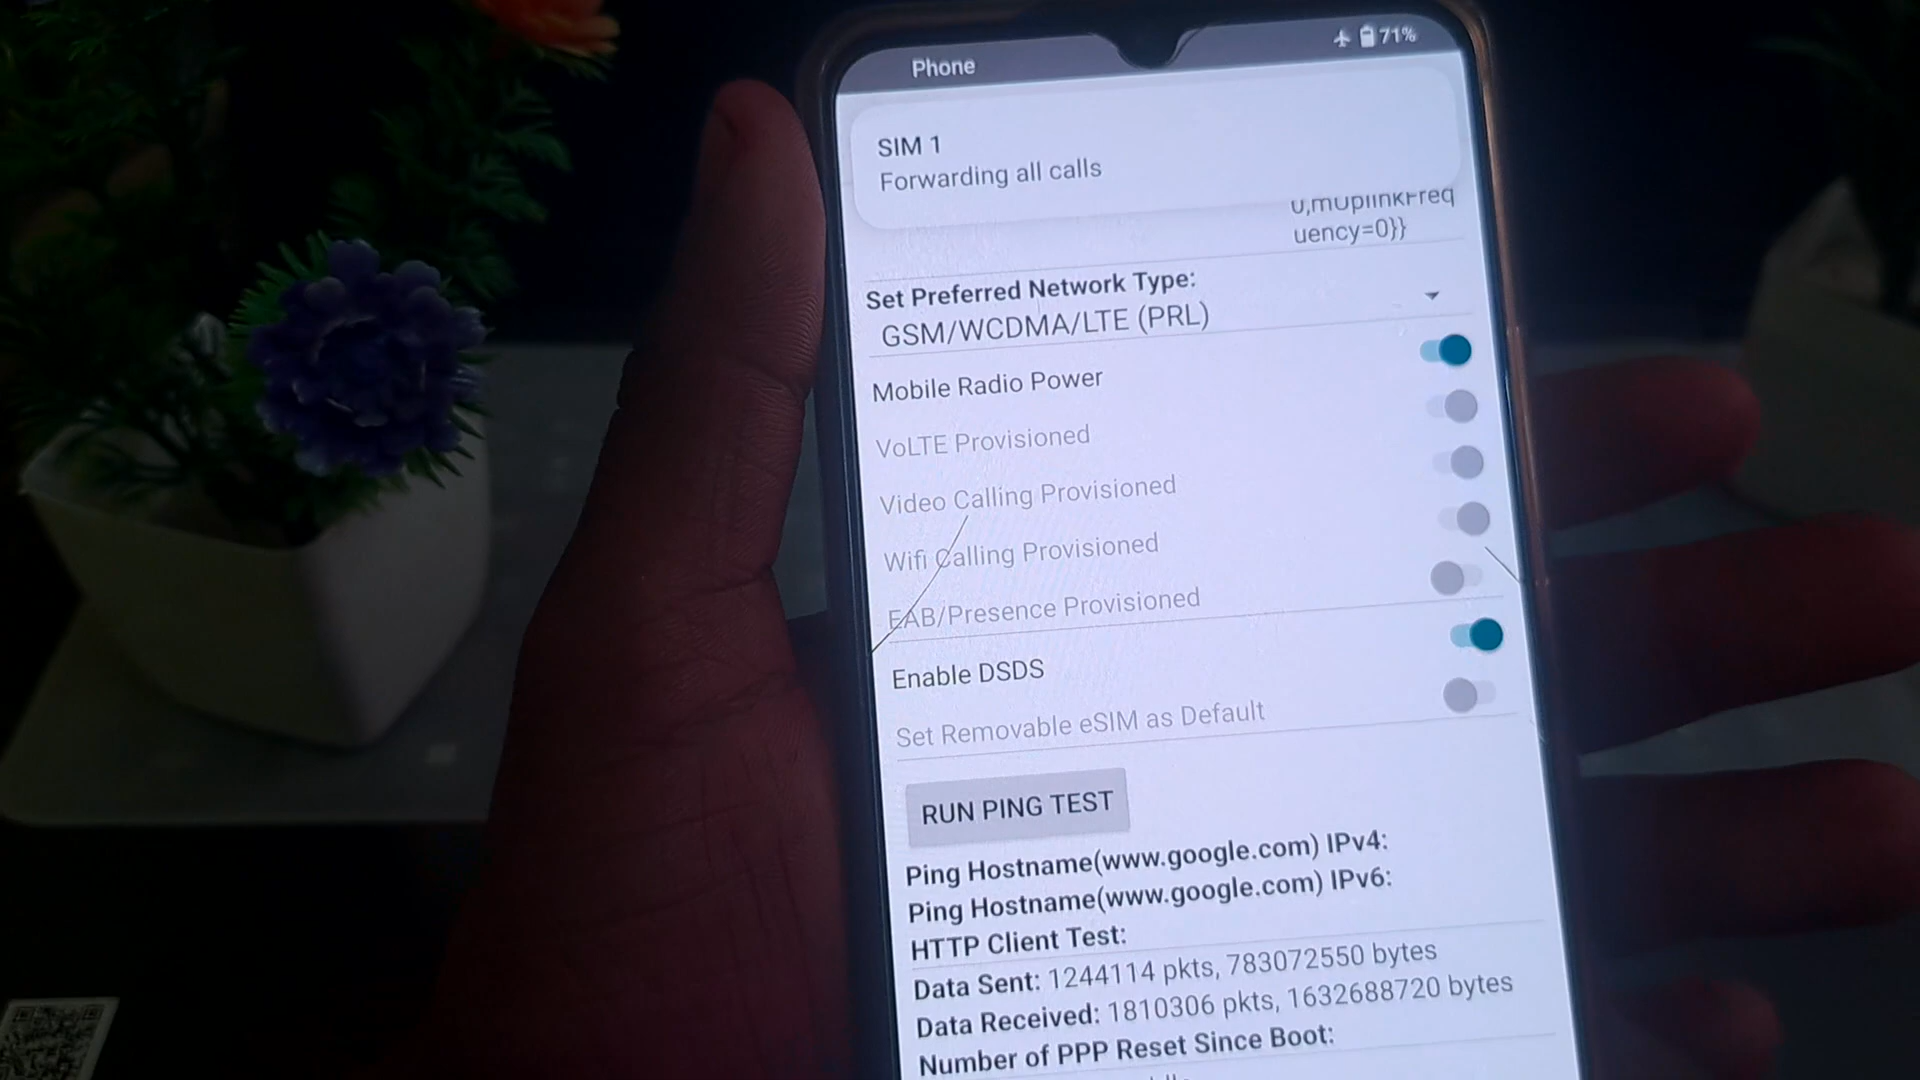 Phone
71%
SIM 1
Forwarding all calls
0,mUplinkFreq
uency=0}}
Set Preferred Network Type:
GSM/WCDMA/LTE (PRL)
Mobile Radio Power
VoLTE Provisioned
Video Calling Provisioned
Wifi Calling Provisioned
EAB/Presence Provisioned
Enable DSDS
Set Removable eSIM as Default
RUN PING TEST
Ping Hostname(www.google.com) IPv4:
Ping Hostname(www.google.com) IPv6:
HTTP Client Test:
Data Sent: 1244114 pkts, 783072550 bytes
Data Received: 1810306 pkts, 1632688720 bytes
Number of PPP Reset Since Boot: